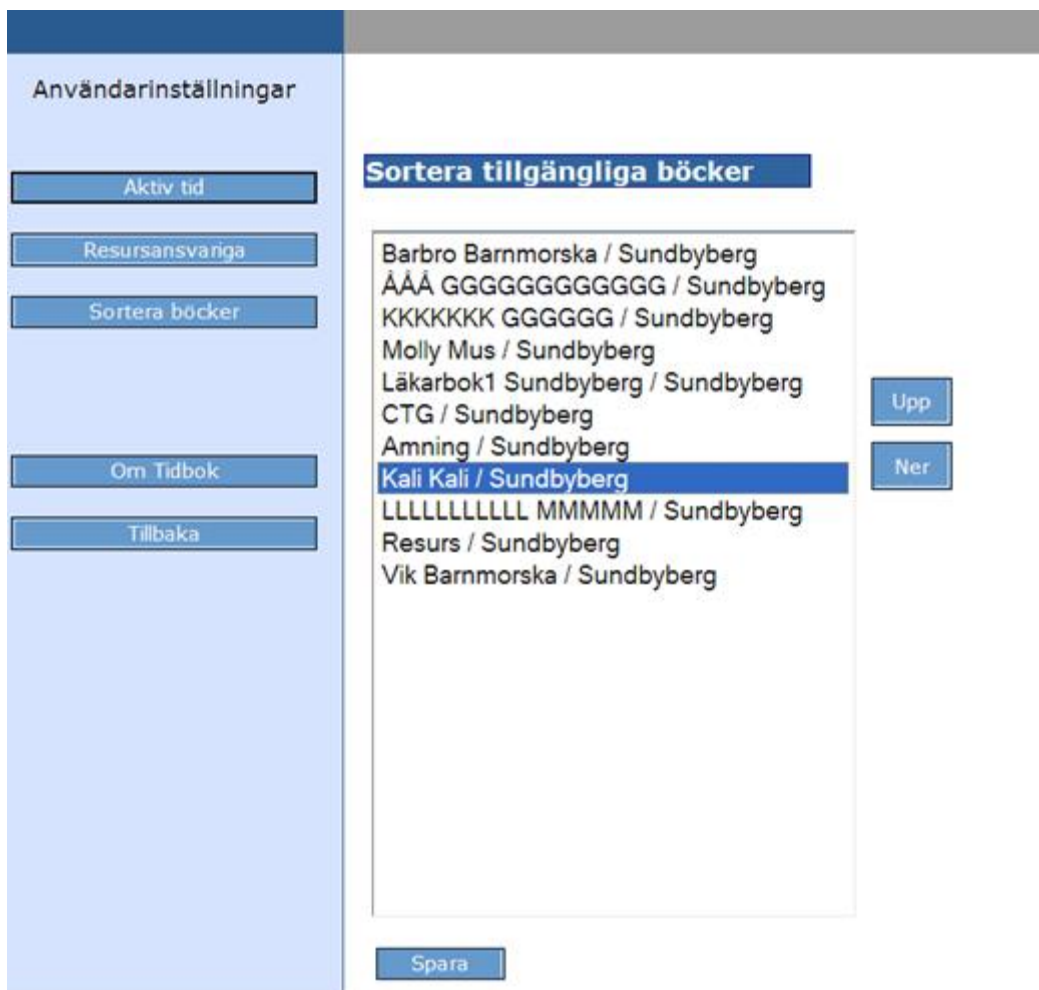 Användarinställningar
Aktiv tid
Resursansvariga
Sortera böcker
Om Tidbok
Tillbaka
Sortera tillgängliga böcker
Barbro Barnmorska / Sundbyberg
ÅÅÅ GGGGGGGGGGGG / Sundbyberg
KKKKKKK GGGGGG / Sundbyberg
Molly Mus / Sundbyberg
Läkarbok1 Sundbyberg / Sundbyberg
CTG / Sundbyberg
Amning / Sundbyberg
Kali Kali / Sundbyberg
LLLLLLLLLLL MMMMM / Sundbyberg
Resurs / Sundbyberg
Vik Barnmorska / Sundbyberg
Upp
Ner
Spara